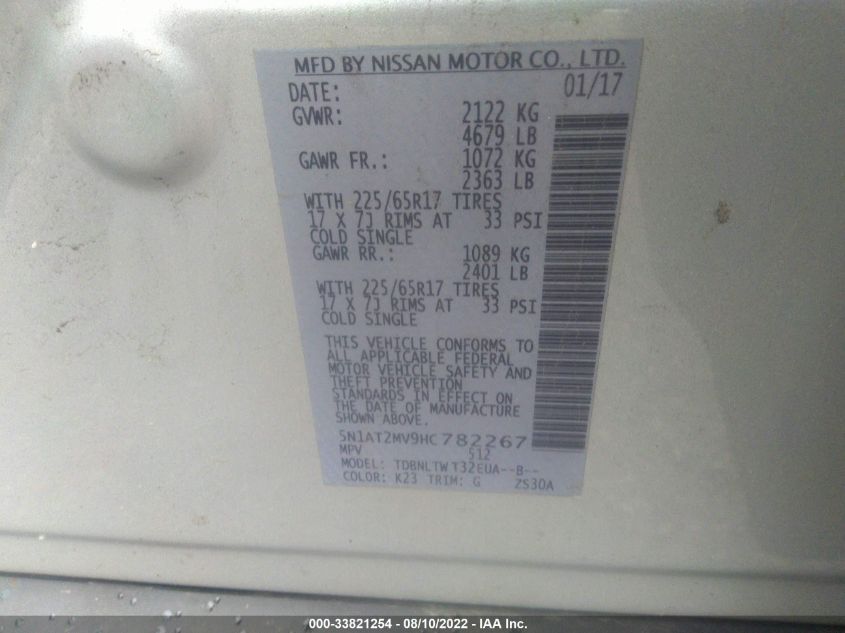 MFD BY NISSAN MOTOR CO., LTD.
DATE: 01/17
GVWR: 2122 KG
4679 LB
GAWR FR.: 1072 KG
2363 LB
WITH 225/65R17 TIRES
17 X 7J RIMS AT 33 PSI
COLD SINGLE
GAWR RR.: 1089 KG
2401 LB
WITH 225/65R17 TIRES
17 X 7J RIMS AT 33 PSI
COLD SINGLE
THIS VEHICLE CONFORMS TO
ALL APPLICABLE FEDERAL
MOTOR VEHICLE SAFETY AND
THEFT PREVENTION
STANDARDS IN EFFECT ON
THE DATE OF MANUFACTURE
SHOWN ABOVE.
5N1AT2MV9HC782267
MPV 512
MODEL: TDBNLTW T32EUA--B--
COLOR: K23 TRIM: G ZS30A
000-33821254 - 08/10/2022 - IAA Inc.